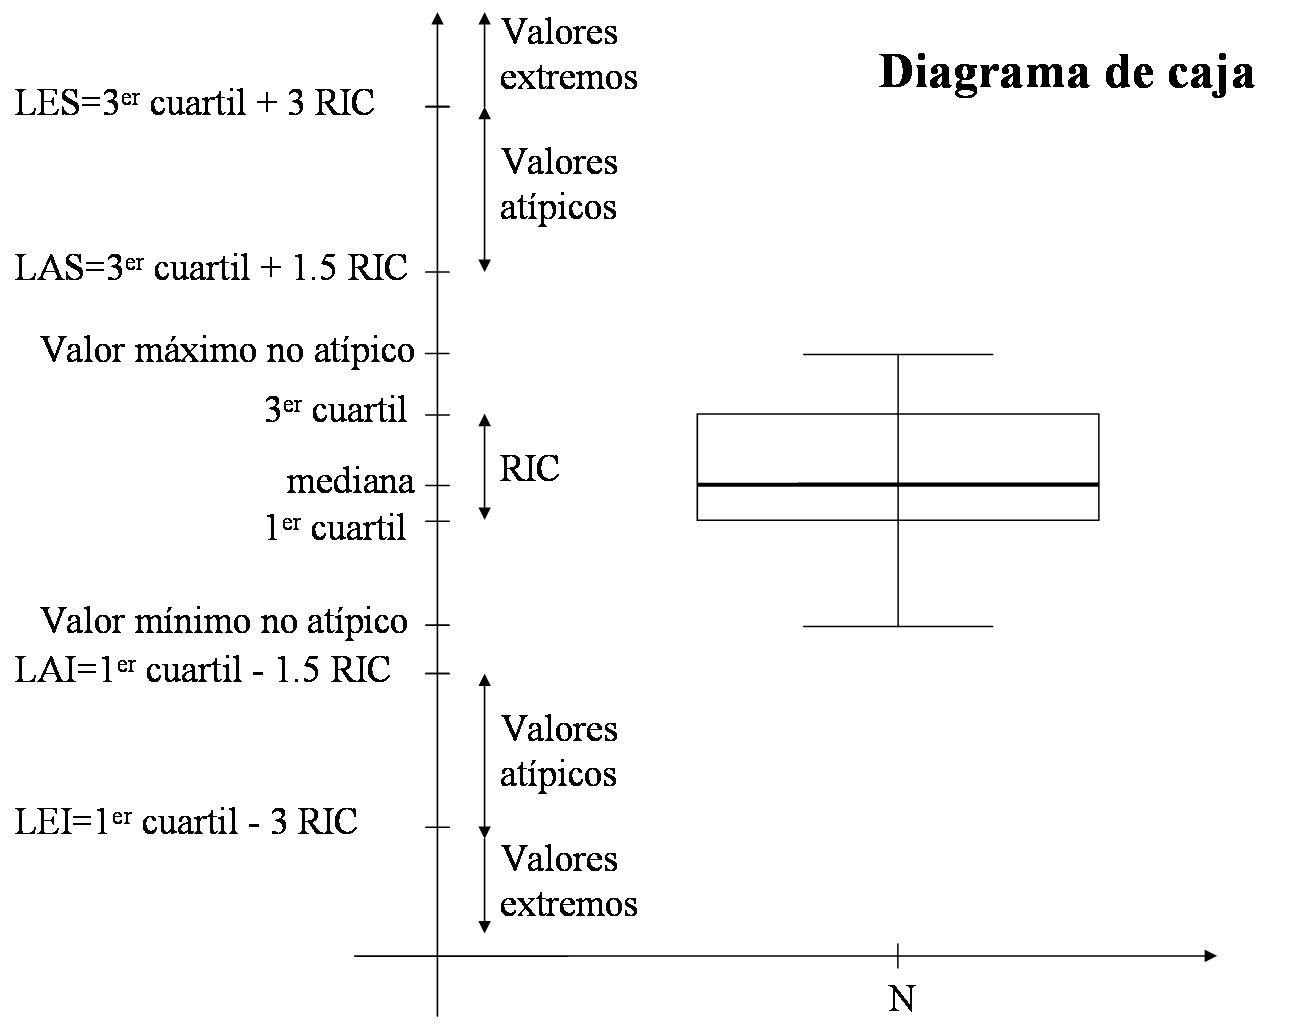 Diagrama de caja
Valores
extremos
LES=3er cuartil + 3 RIC
Valores
atípicos
LAS=3er cuartil + 1.5 RIC
Valor máximo no atípico
3er cuartil
RIC
mediana
1er cuartil
Valor mínimo no atípico
LAI=1er cuartil - 1.5 RIC
Valores
atípicos
LEI=1er cuartil - 3 RIC
Valores
extremos
N